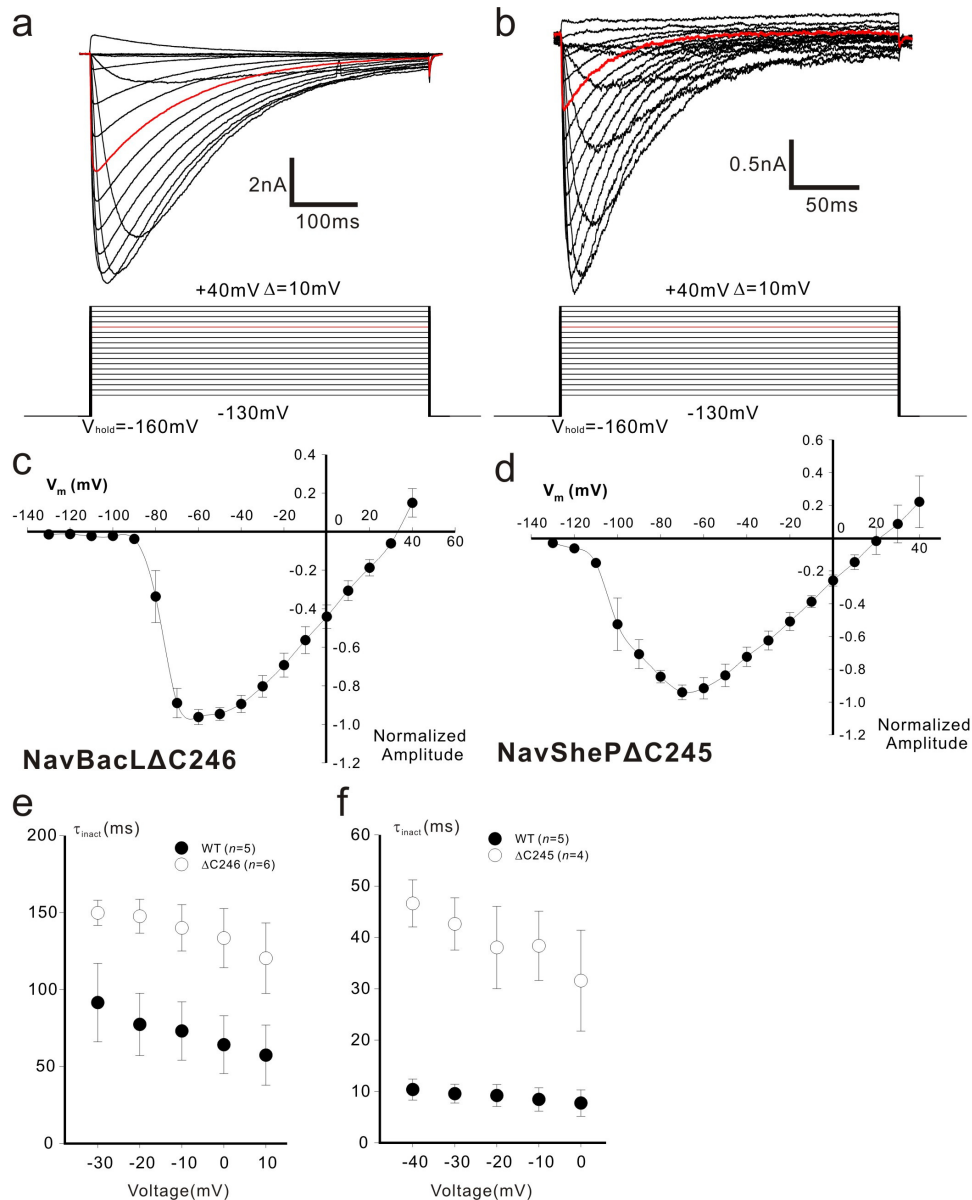 a
2nA
100ms
+40mV Δ=10mV
-130mV
Vhold=-160mV
b
0.5nA
50ms
+40mV Δ=10mV
-130mV
Vhold=-160mV
c
Vm (mV)
-140 -120 -100 -80 -60 -40 -20 0 20 40 60
0.4
0.2
-0.2
-0.4
-0.6
-0.8
-1.0
-1.2
Normalized
Amplitude
NavBacLΔC246
d
Vm (mV)
-140 -120 -100 -80 -60 -40 -20 0 20 40
0.6
0.4
0.2
-0.2
-0.4
-0.6
-0.8
-1.0
-1.2
Normalized
Amplitude
NavShePΔC245
e
τinact(ms)
WT (n=5)
ΔC246 (n=6)
200
150
100
50
0
-30 -20 -10 0 10
Voltage(mV)
f
τinact(ms)
WT (n=5)
ΔC245 (n=4)
60
50
40
30
20
10
0
-40 -30 -20 -10 0
Voltage(mV)